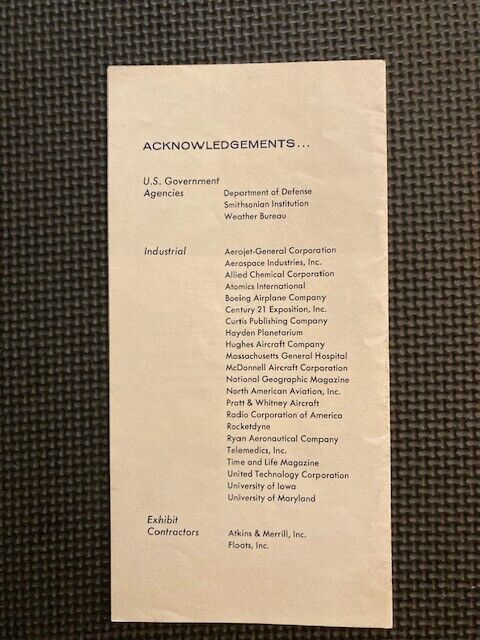 ACKNOWLEDGEMENTS...
U.S. Government
Agencies
Department of Defense
Smithsonian Institution
Weather Bureau
Industrial
Aerojet-General Corporation
Aerospace Industries, Inc.
Allied Chemical Corporation
Atomics International
Boeing Airplane Company
Century 21 Exposition, Inc.
Curtis Publishing Company
Hayden Planetarium
Hughes Aircraft Company
Massachusetts General Hospital
McDonnell Aircraft Corporation
National Geographic Magazine
North American Aviation, Inc.
Pratt & Whitney Aircraft
Radio Corporation of America
Rocketdyne
Ryan Aeronautical Company
Telemedics, Inc.
Time and Life Magazine
United Technology Corporation
University of Iowa
University of Maryland
Exhibit
Contractors
Atkins & Merrill, Inc.
Floats, Inc.